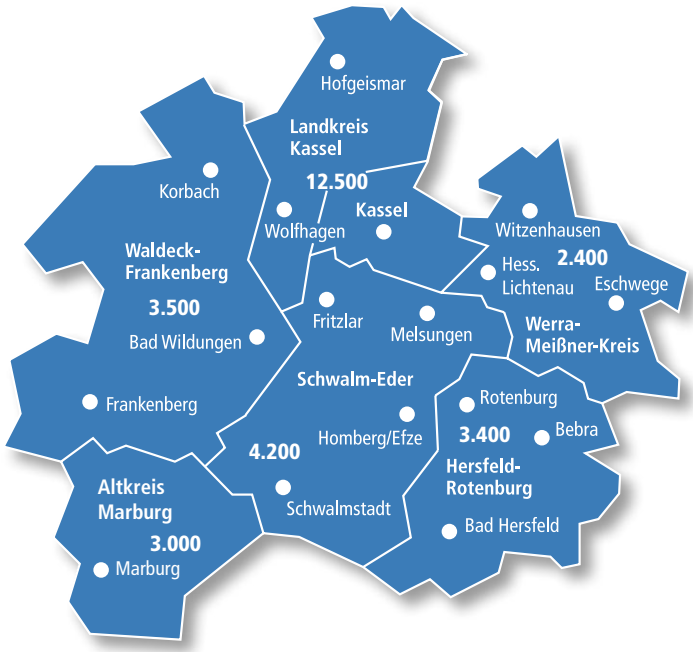 Hofgeismar
Landkreis
Kassel
12.500
Korbach
Kassel
Wolfhagen
Witzenhausen
Waldeck-
Frankenberg
3.500
Hess.
Lichtenau
2.400
Eschwege
Fritzlar
Melsungen
Werra-
Meißner-Kreis
Bad Wildungen
Schwalm-Eder
Frankenberg
Rotenburg
Homberg/Efze
3.400
Bebra
4.200
Hersfeld-
Rotenburg
Altkreis
Marburg
3.000
Schwalmstadt
Bad Hersfeld
Marburg